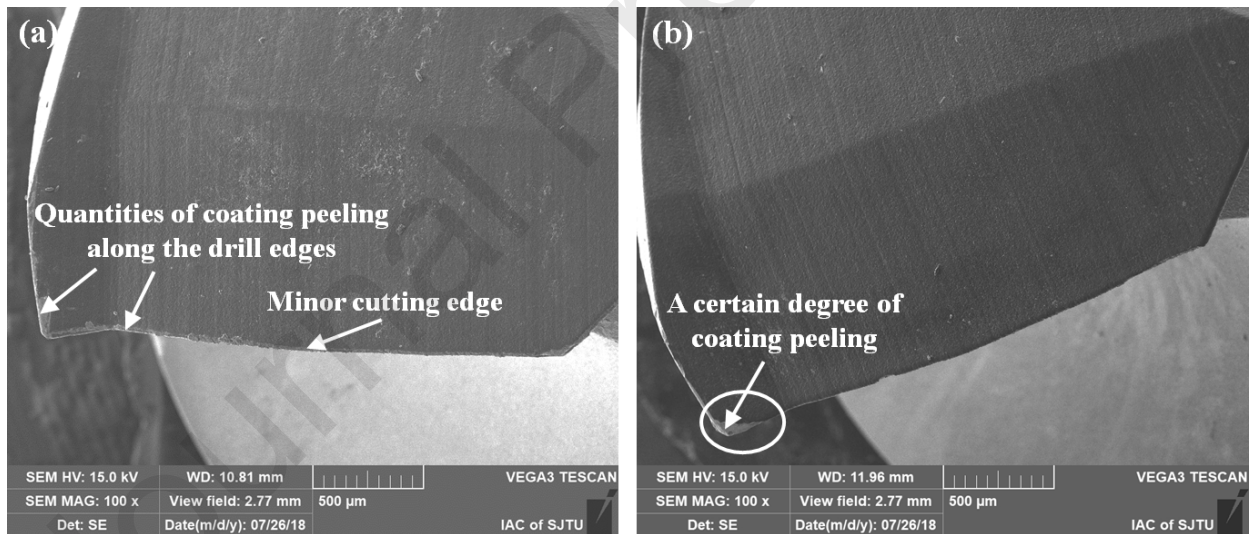 (a)
Quantities of coating peeling
along the drill edges
Minor cutting edge
SEM HV: 15.0 kV WD: 10.81 mm VEGA3 TESCAN
SEM MAG: 100 x View field: 2.77 mm 500 µm
Det: SE Date(m/d/y): 07/26/18 IAC of SJTU
(b)
A certain degree of
coating peeling
SEM HV: 15.0 kV WD: 11.96 mm VEGA3 TESCAN
SEM MAG: 100 x View field: 2.77 mm 500 µm
Det: SE Date(m/d/y): 07/26/18 IAC of SJTU